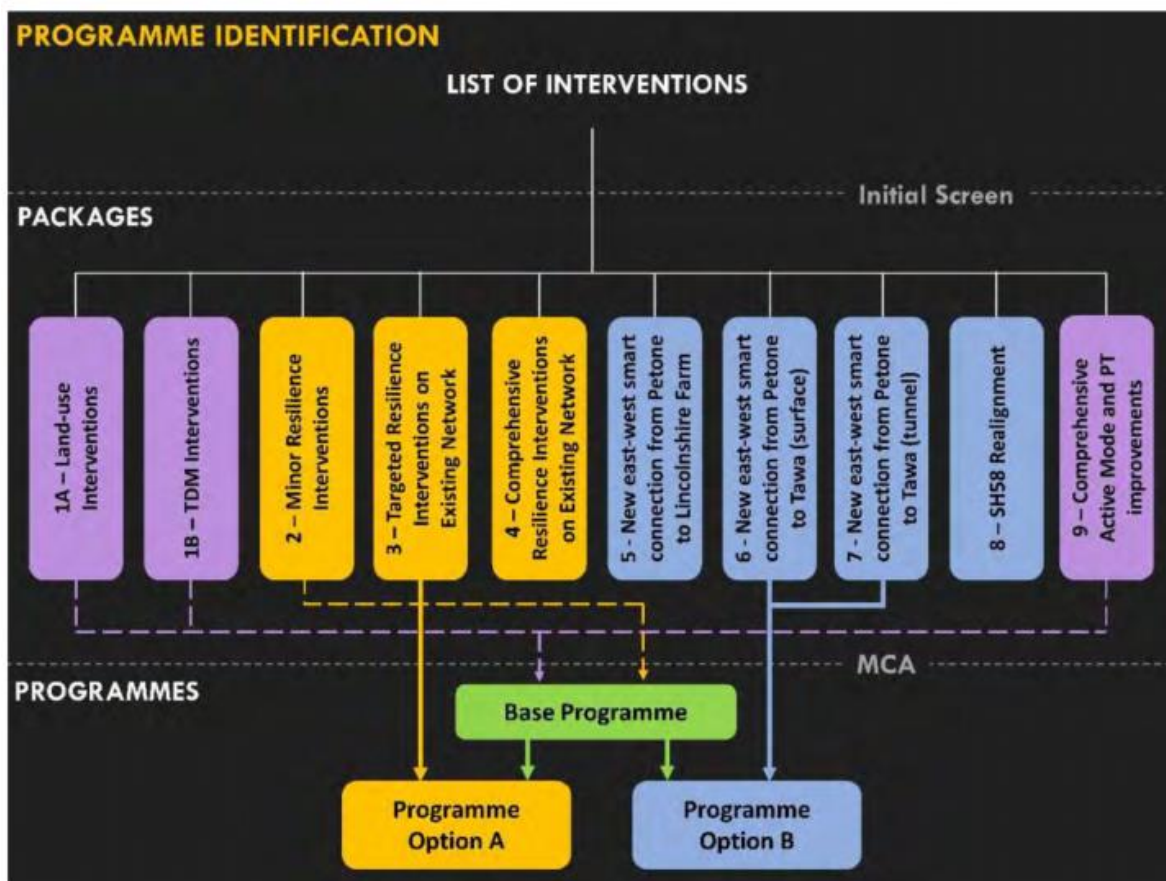 PROGRAMME IDENTIFICATION
LIST OF INTERVENTIONS
Initial Screen
PACKAGES
1A – Land-use
Interventions
1B – TDM Interventions
2 – Minor Resilience
Interventions
3 – Targeted Resilience
Interventions on
Existing Network
4 – Comprehensive
Resilience Interventions
on Existing Network
5 - New east-west smart
connection from Petone
to Lincolnshire Farm
6 - New east-west smart
connection from Petone
to Tawa (surface)
7 - New east-west smart
connection from Petone
to Tawa (tunnel)
8 – SH58 Realignment
9 – Comprehensive
Active Mode and PT
improvements
MCA
PROGRAMMES
Base Programme
Programme
Option A
Programme
Option B